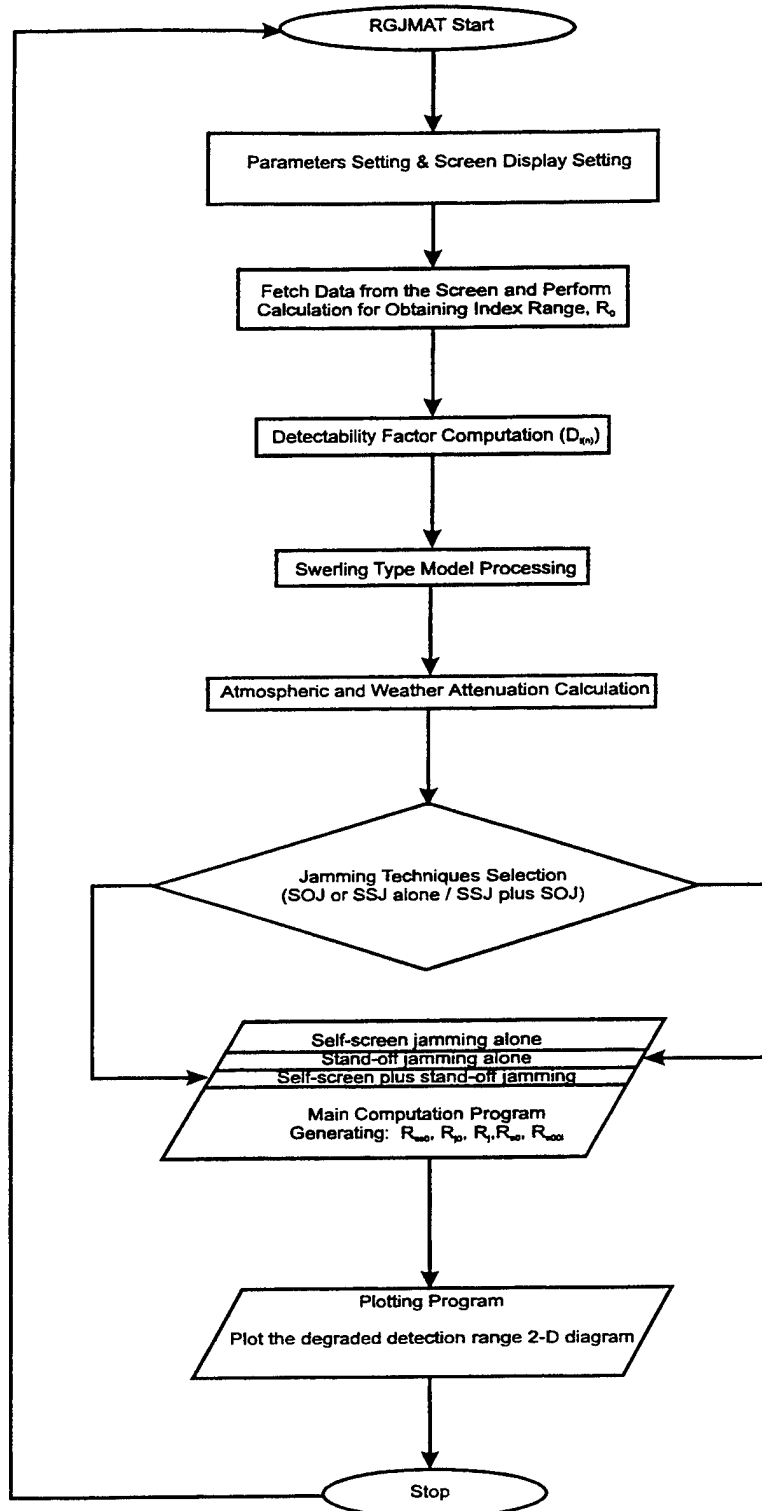 RGJMAT Start
Parameters Setting & Screen Display Setting
Fetch Data from the Screen and Perform
Calculation for Obtaining Index Range, R₀
Detectability Factor Computation (D₁₍ₙ₎)
Swerling Type Model Processing
Atmospheric and Weather Attenuation Calculation
Jamming Techniques Selection
(SOJ or SSJ alone / SSJ plus SOJ)
Self-screen jamming alone
Stand-off jamming alone
Self-screen plus stand-off jamming
Main Computation Program
Generating:
Plotting Program
Plot the degraded detection range 2-D diagram
Stop